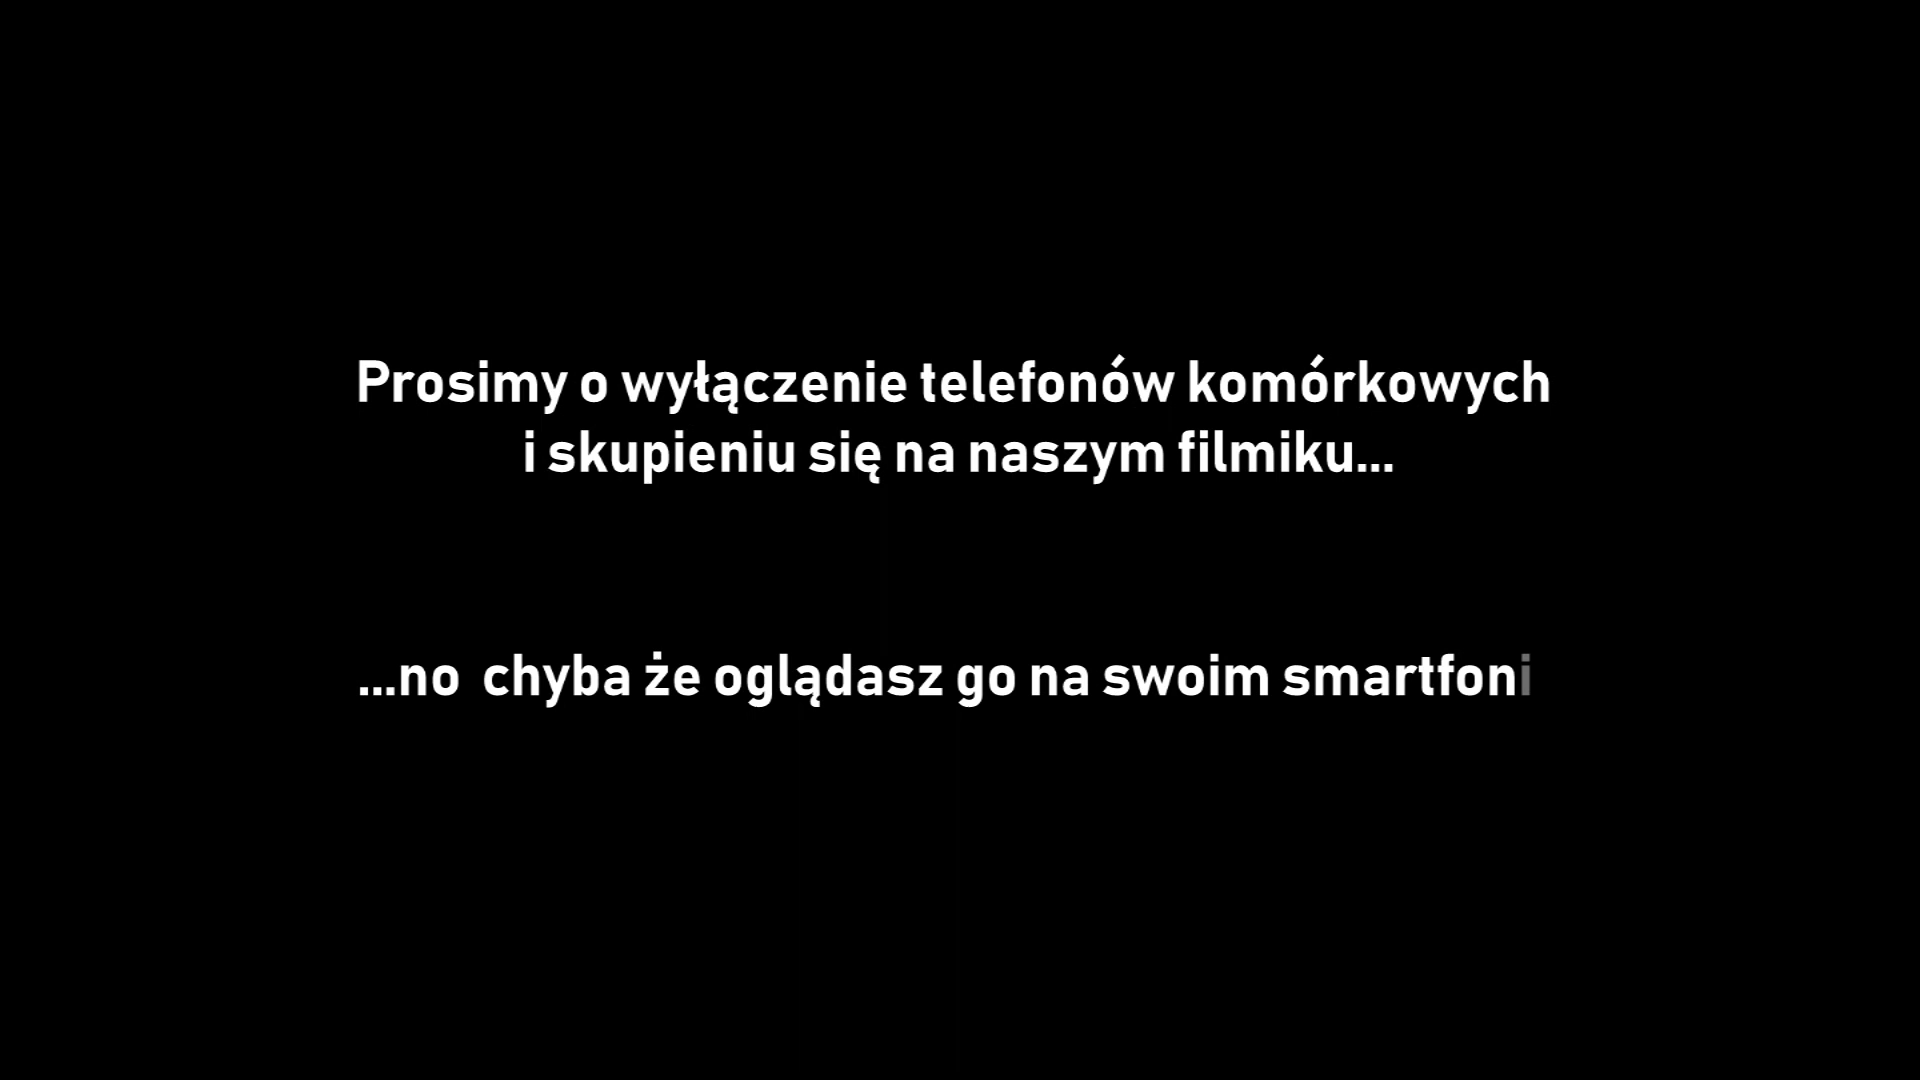 Prosimy o wyłączenie telefonów komórkowych
i skupieniu się na naszym filmiku...
...no chyba że oglądasz go na swoim smartfoni